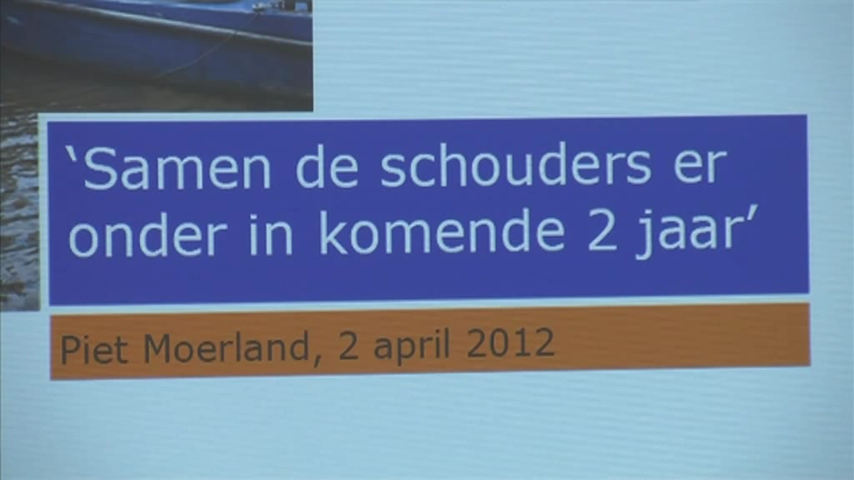 ‘Samen de schouders er
onder in komende 2 jaar’
Piet Moerland, 2 april 2012